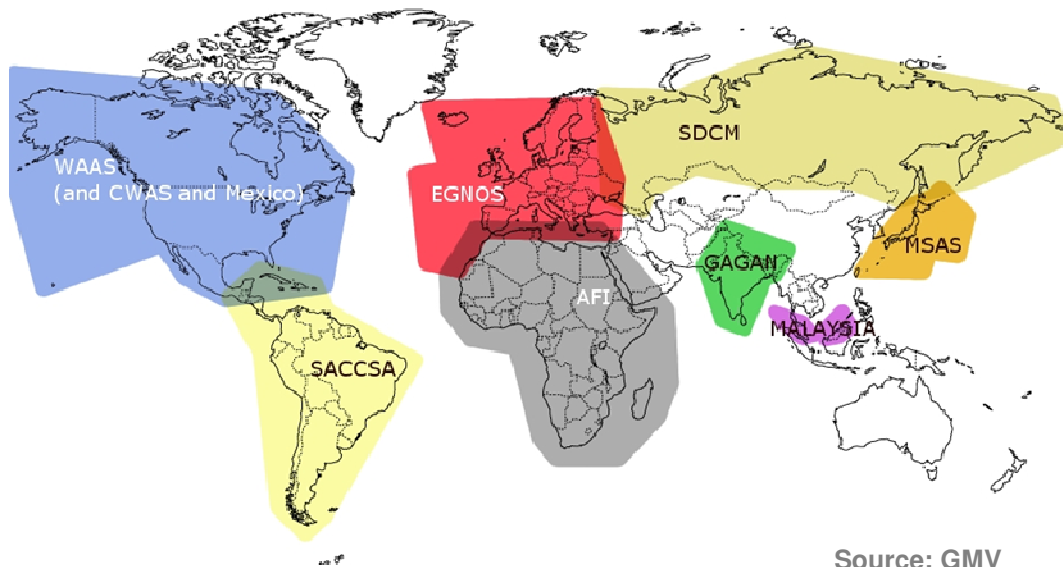 SDCM
WAAS
(and CWAS and Mexico)
EGNOS
MSAS
GAGAN
AFI
MALAYSIA
SACCSA
Source: GMV